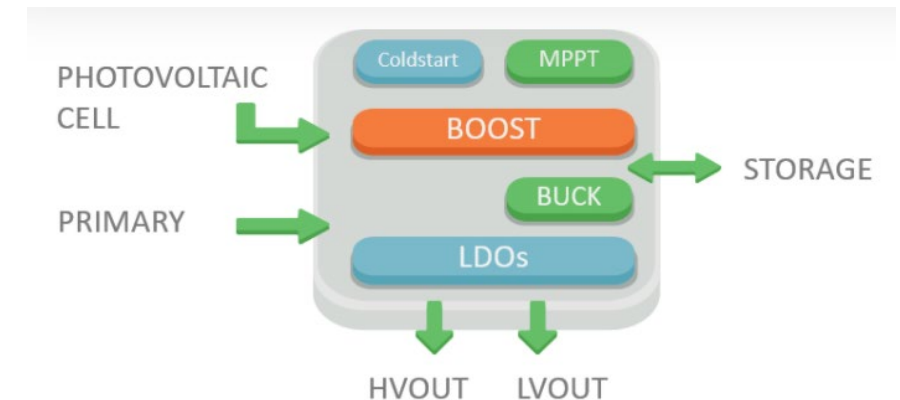 Coldstart
MPPT
PHOTOVOLTAIC
CELL
BOOST
STORAGE
BUCK
PRIMARY
LDOs
HVOUT
LVOUT